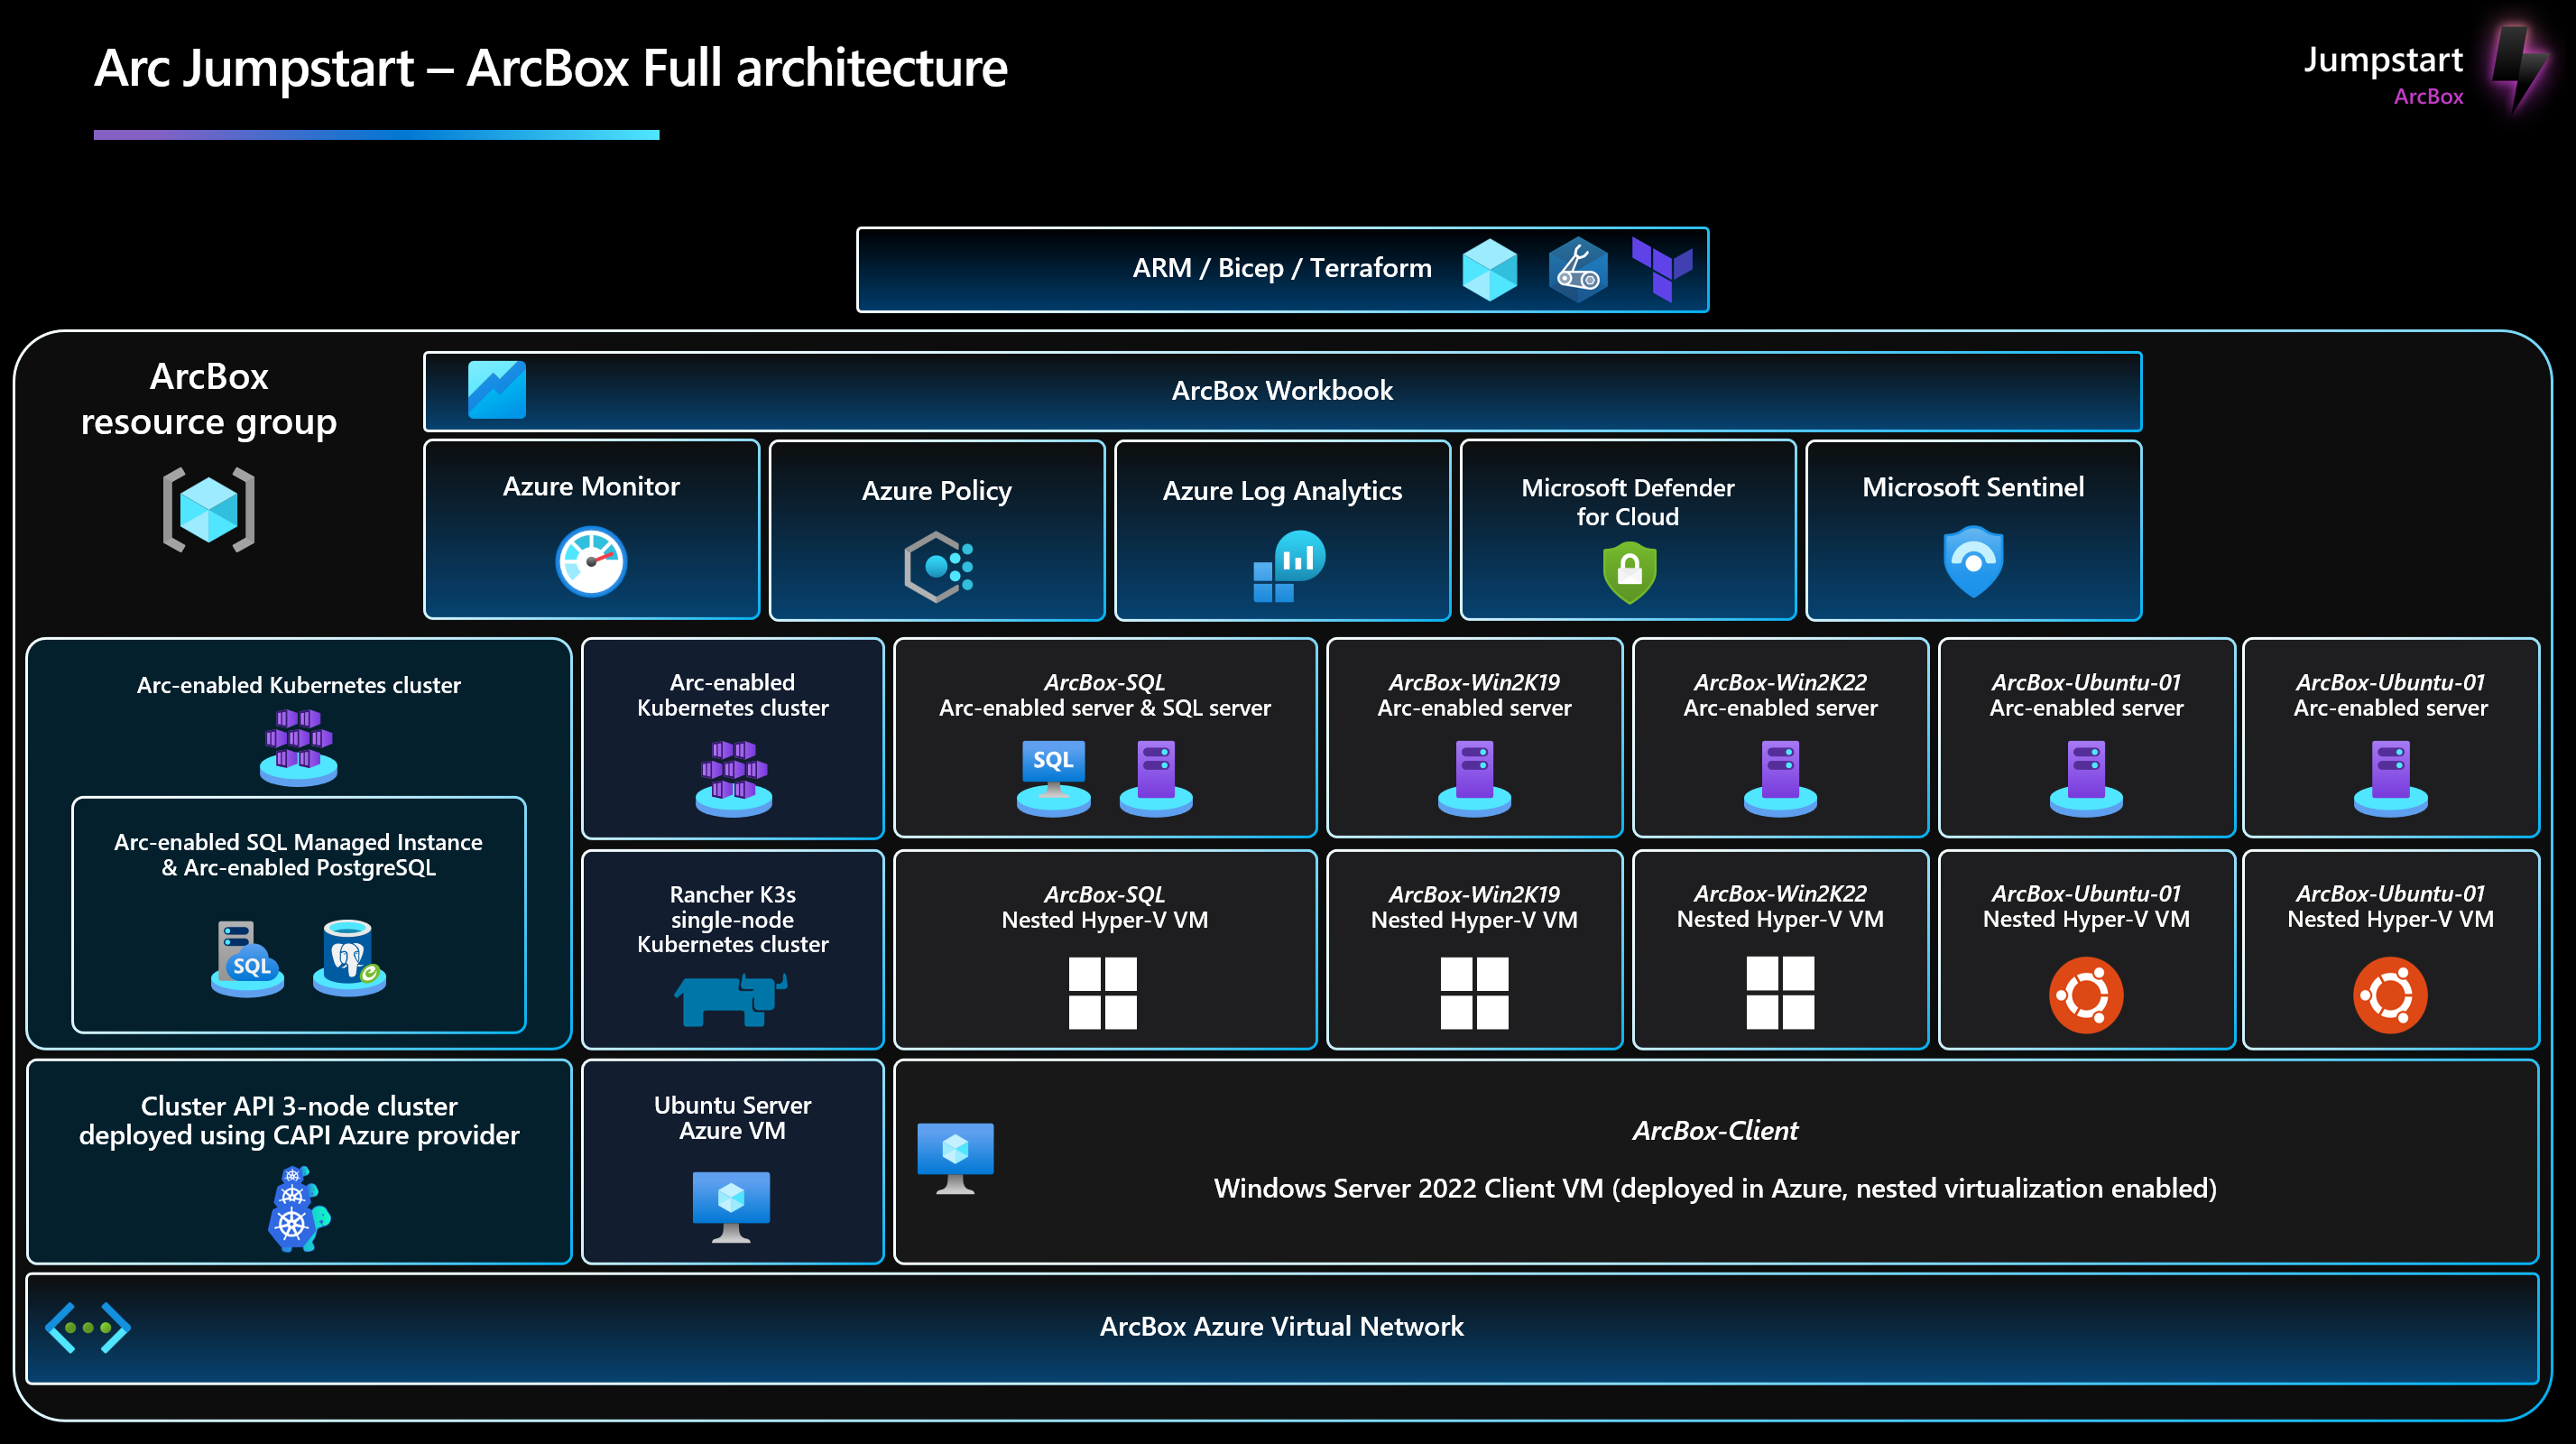 Arc Jumpstart – ArcBox Full architecture
Jumpstart
ArcBox
ARM / Bicep / Terraform
ArcBox
resource group
ArcBox Workbook
Azure Monitor
Azure Policy
Azure Log Analytics
Microsoft Defender
for Cloud
Microsoft Sentinel
Arc-enabled Kubernetes cluster
Arc-enabled SQL Managed Instance
& Arc-enabled PostgreSQL
SQL
Arc-enabled
Kubernetes cluster
ArcBox-SQL
Arc-enabled server & SQL server
SQL
ArcBox-Win2K19
Arc-enabled server
ArcBox-Win2K22
Arc-enabled server
ArcBox-Ubuntu-01
Arc-enabled server
ArcBox-Ubuntu-01
Arc-enabled server
Rancher K3s
single-node
Kubernetes cluster
ArcBox-SQL
Nested Hyper-V VM
ArcBox-Win2K19
Nested Hyper-V VM
ArcBox-Win2K22
Nested Hyper-V VM
ArcBox-Ubuntu-01
Nested Hyper-V VM
ArcBox-Ubuntu-01
Nested Hyper-V VM
Cluster API 3-node cluster
deployed using CAPI Azure provider
Ubuntu Server
Azure VM
ArcBox-Client
Windows Server 2022 Client VM (deployed in Azure, nested virtualization enabled)
ArcBox Azure Virtual Network